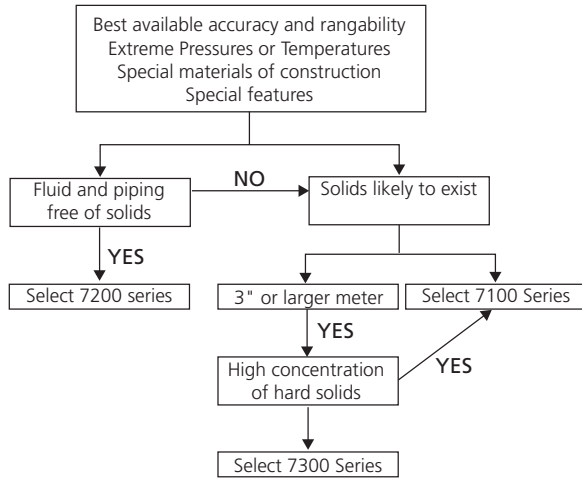 Best available accuracy and rangability
Extreme Pressures or Temperatures
Special materials of construction
Special features
Fluid and piping
free of solids
NO
Solids likely to exist
YES
Select 7200 series
3" or larger meter
Select 7100 Series
YES
High concentration
of hard solids
YES
Select 7300 Series